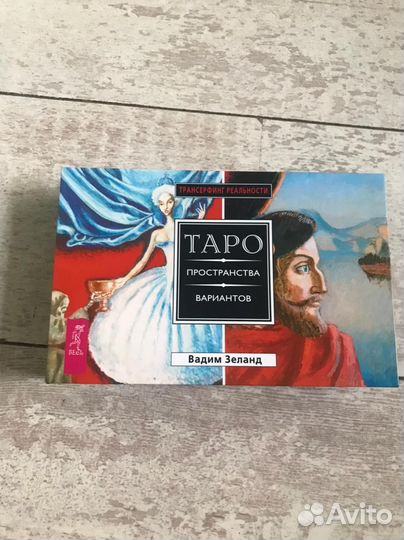 ТРАНСЕРФИНГ РЕАЛЬНОСТИ
ТАРО
ПРОСТРАНСТВА
ВАРИАНТОВ
Вадим Зеланд
ВЕСЬ
Avito